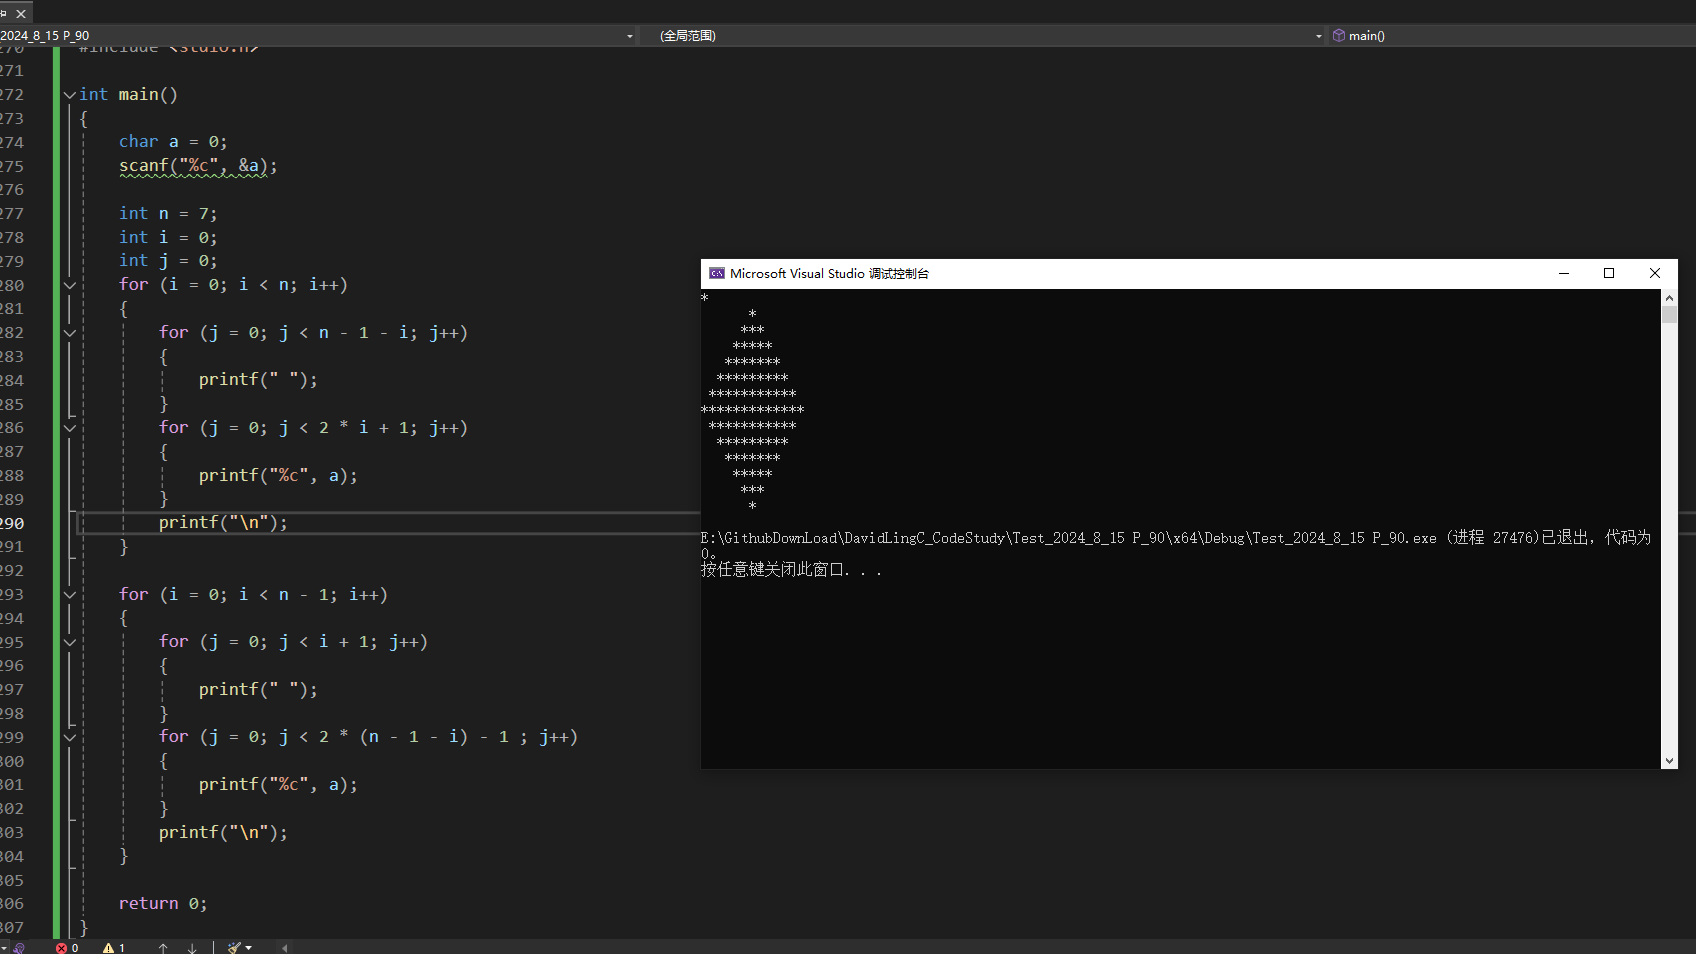 2024_8_15 P_90
(全局范围)
main()
270 #include <stdio.h>
271
272 int main()
273 {
274 char a = 0;
275 scanf("%c", &a);
276
277 int n = 7;
278 int i = 0;
279 int j = 0;
280 for (i = 0; i < n; i++)
281 {
282 for (j = 0; j < n - 1 - i; j++)
283 {
284 printf(" ");
285 }
286 for (j = 0; j < 2 * i + 1; j++)
287 {
288 printf("%c", a);
289 }
290 printf("\n");
291 }
292
293 for (i = 0; i < n - 1; i++)
294 {
295 for (j = 0; j < i + 1; j++)
296 {
297 printf(" ");
298 }
299 for (j = 0; j < 2 * (n - 1 - i) - 1 ; j++)
300 {
301 printf("%c", a);
302 }
303 printf("\n");
304 }
305
306 return 0;
307 }
0
1
Microsoft Visual Studio 调试控制台
*
      *
     ***
    *****
   *******
  *********
 ***********
*************
 ***********
  *********
   *******
    *****
     ***
      *
E:\GithubDownLoad\DavidLingC_CodeStudy\Test_2024_8_15 P_90\x64\Debug\Test_2024_8_15 P_90.exe (进程 27476)已退出，代码为
0。
按任意键关闭此窗口. . .